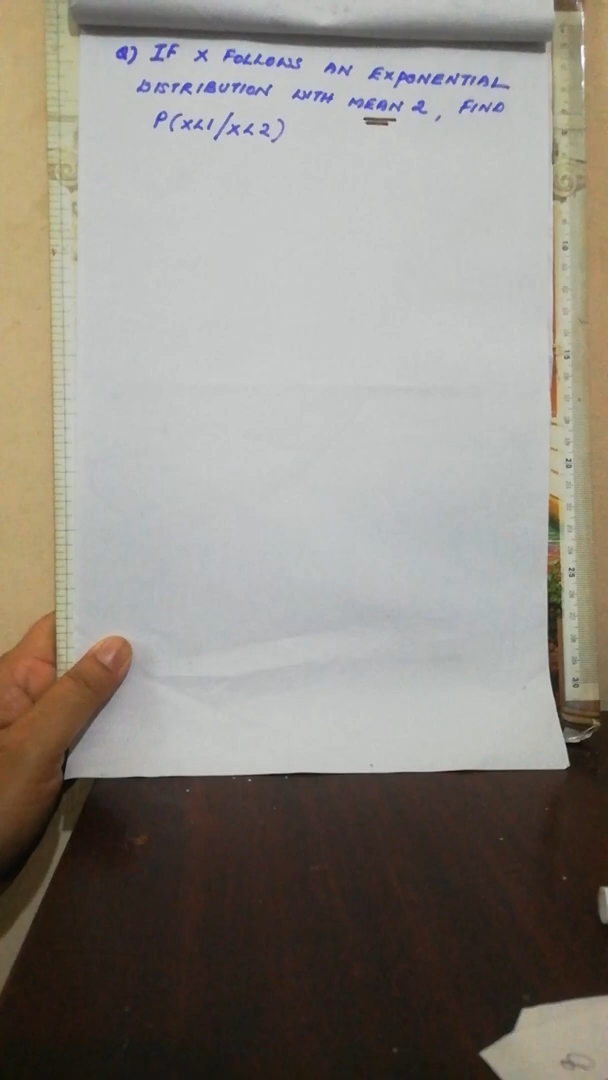 Q) IF X FOLLOWS AN EXPONENTIAL
DISTRIBUTION WITH MEAN 2, FIND
P(X<1/X<2)